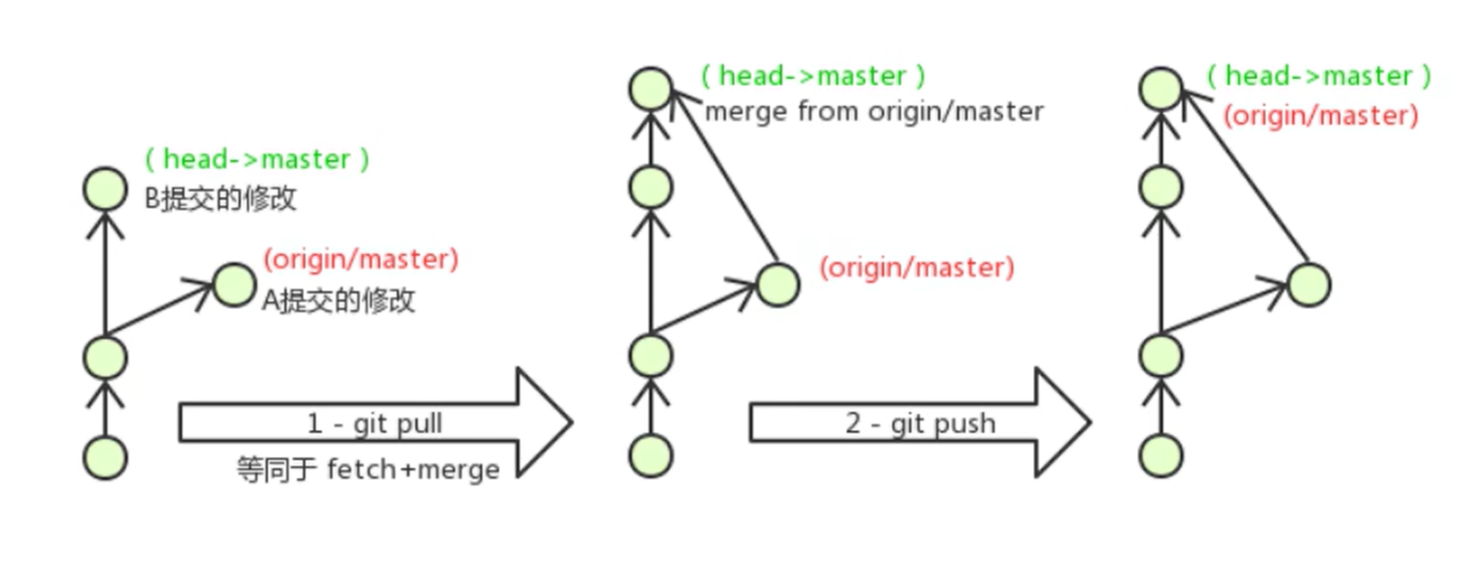 ( head->master )
B提交的修改
(origin/master)
A提交的修改
1 - git pull
等同于 fetch+merge
( head->master )
merge from origin/master
(origin/master)
2 - git push
( head->master )
(origin/master)